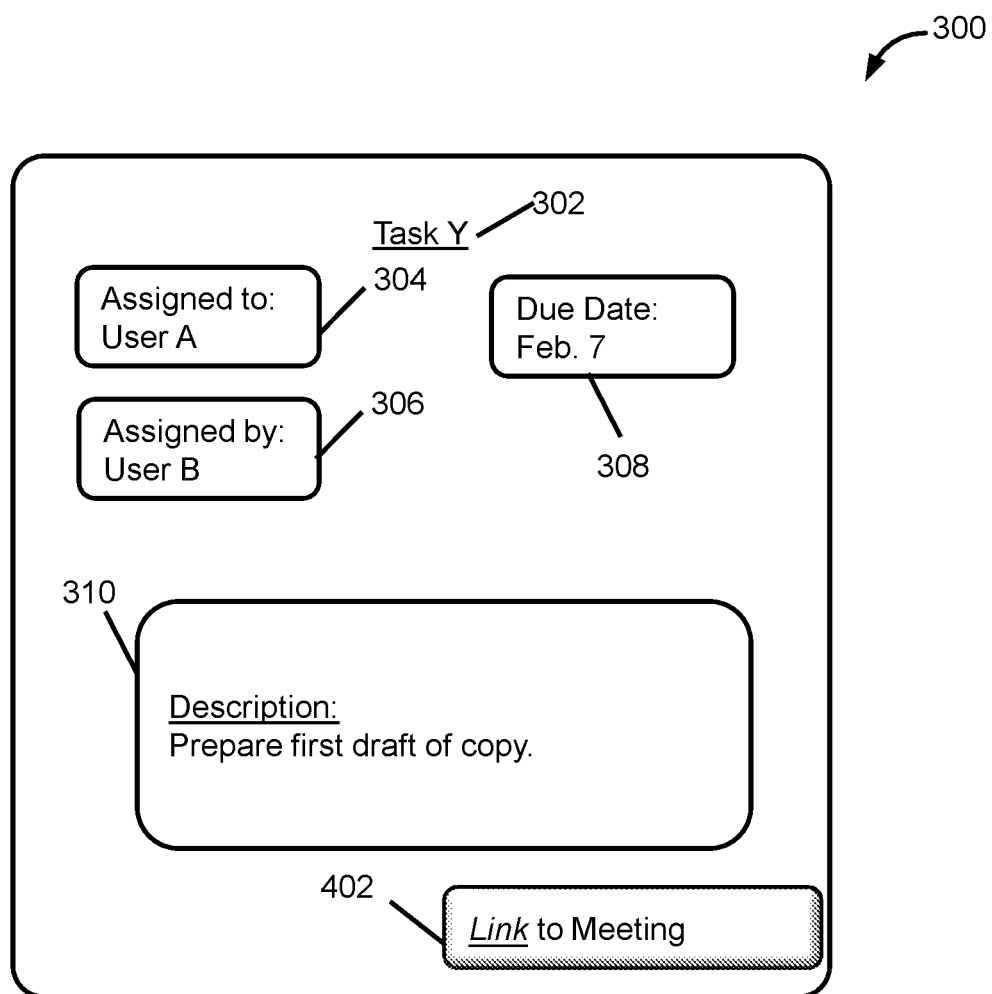 300
302
Task Y
304
Assigned to:
User A
Due Date:
Feb. 7
306
Assigned by:
User B
308
310
Description:
Prepare first draft of copy.
402
Link to Meeting